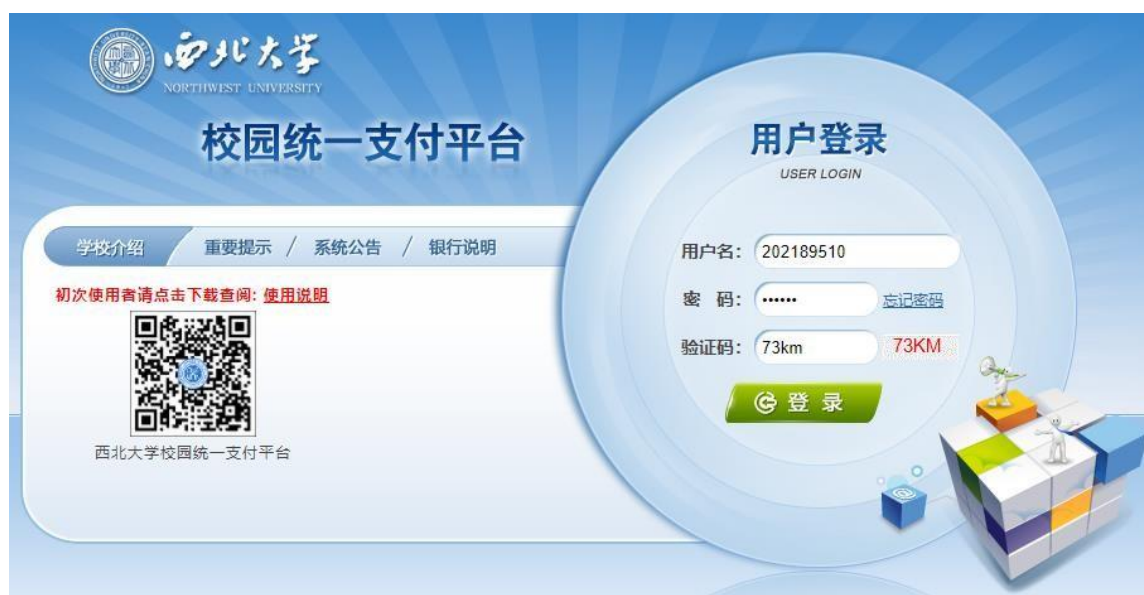 西北大学
NORTHWEST UNIVERSITY
校园统一支付平台
学校介绍 / 重要提示 / 系统公告 / 银行说明
初次使用者请点击下载查阅: 使用说明
西北大学校园统一支付平台
用户登录
USER LOGIN
用户名: 202189510
密 码: •••••• 忘记密码
验证码: 73km 73KM
登 录
@